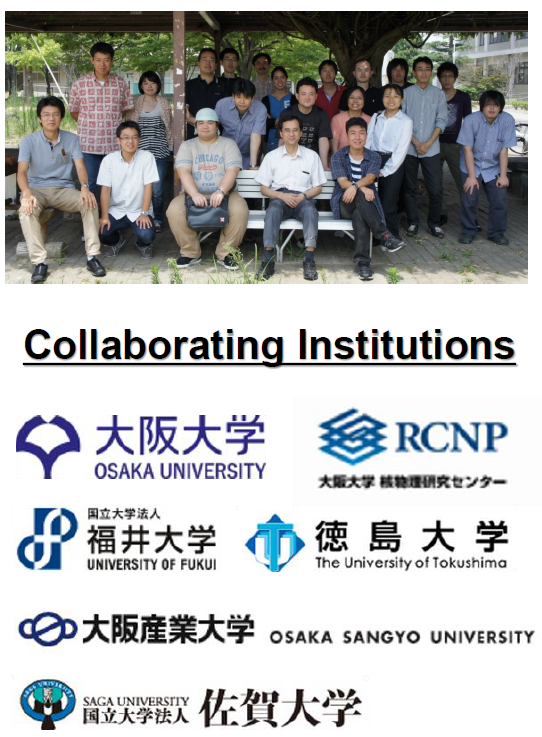 CHICAGO
Collaborating Institutions
大阪大学
OSAKA UNIVERSITY
RCNP
大阪大学 核物理研究センター
国立大学法人
福井大学
UNIVERSITY OF FUKUI
徳島大学
The University of Tokushima
大阪産業大学 OSAKA SANGYO UNIVERSITY
SAGA UNIVERSITY
SAGA UNIVERSITY
国立大学法人 佐賀大学